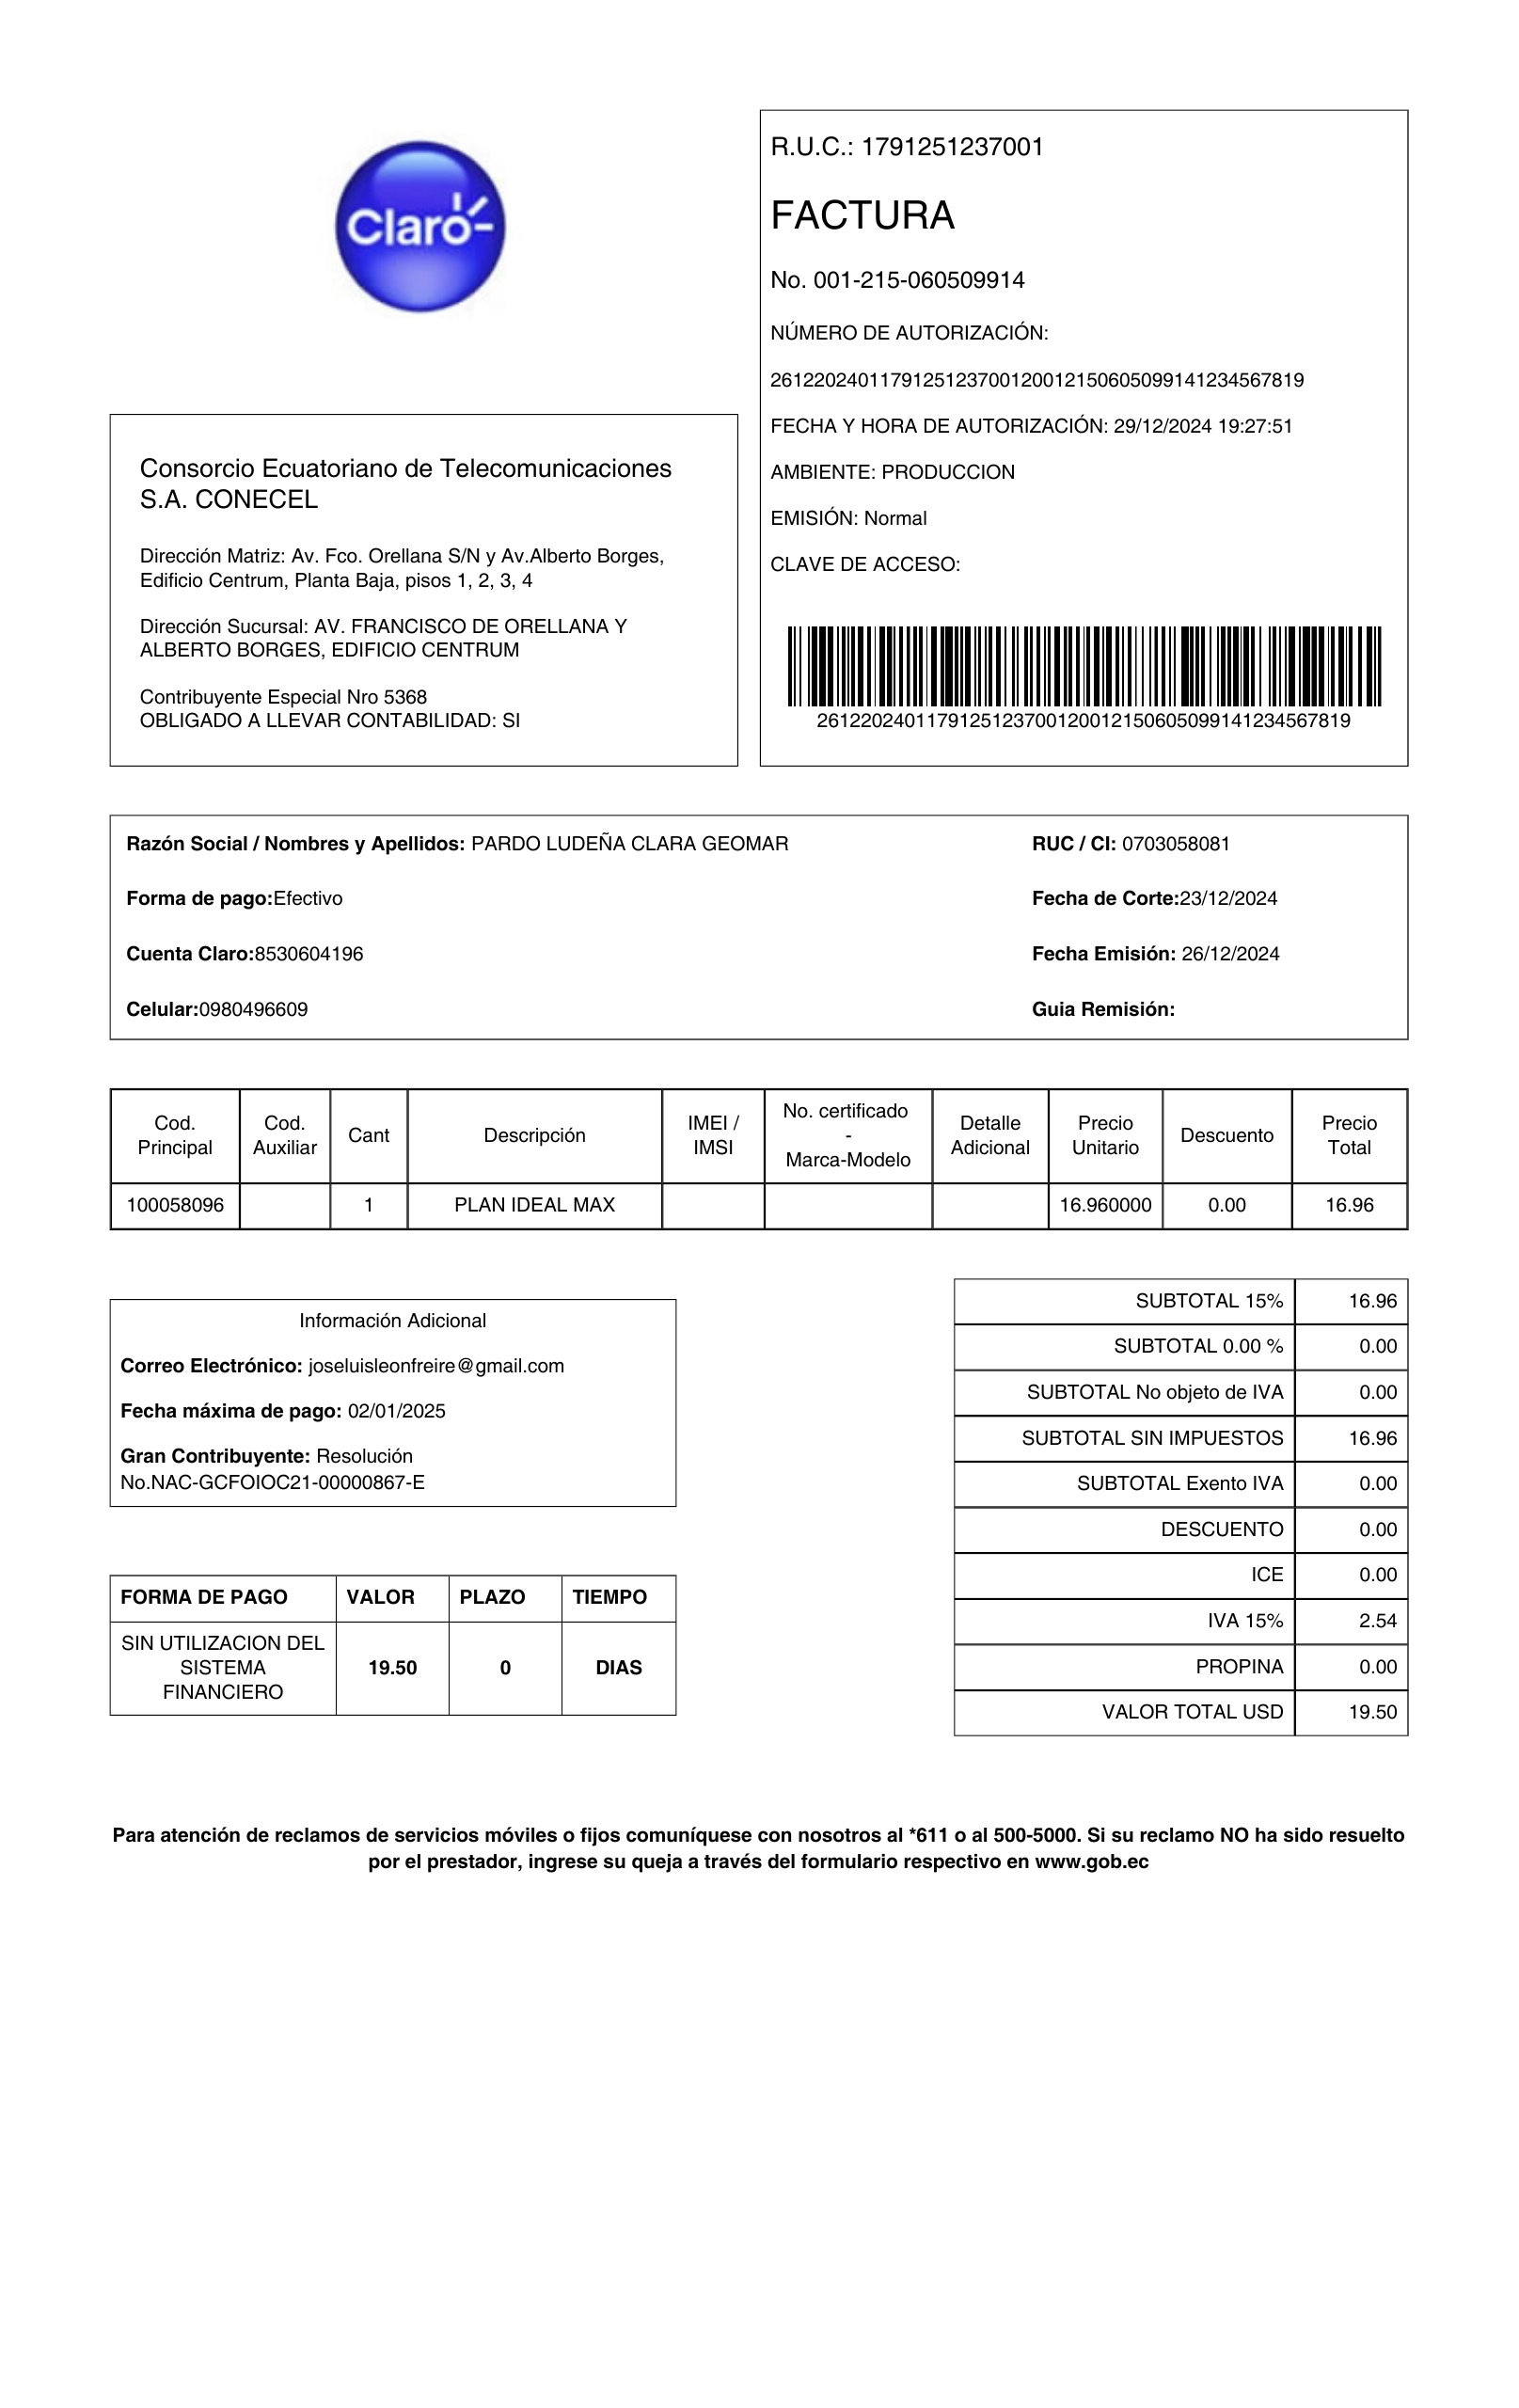 Claro
R.U.C.: 1791251237001
FACTURA
No. 001-215-060509914
NÚMERO DE AUTORIZACIÓN:
2612202401179125123700120012150605099141234567819
FECHA Y HORA DE AUTORIZACIÓN: 29/12/2024 19:27:51
AMBIENTE: PRODUCCION
EMISIÓN: Normal
CLAVE DE ACCESO:
2612202401179125123700120012150605099141234567819
Consorcio Ecuatoriano de Telecomunicaciones
S.A. CONECEL
Dirección Matriz: Av. Fco. Orellana S/N y Av.Alberto Borges,
Edificio Centrum, Planta Baja, pisos 1, 2, 3, 4
Dirección Sucursal: AV. FRANCISCO DE ORELLANA Y
ALBERTO BORGES, EDIFICIO CENTRUM
Contribuyente Especial Nro 5368
OBLIGADO A LLEVAR CONTABILIDAD: SI
Razón Social / Nombres y Apellidos: PARDO LUDEÑA CLARA GEOMAR RUC / CI: 0703058081
Forma de pago:Efectivo Fecha de Corte:23/12/2024
Cuenta Claro:8530604196 Fecha Emisión: 26/12/2024
Celular:0980496609 Guia Remisión:
Cod. Principal Cod. Auxiliar Cant Descripción IMEI / IMSI No. certificado - Marca-Modelo Detalle Adicional Precio Unitario Descuento Precio Total
100058096 1 PLAN IDEAL MAX 16.960000 0.00 16.96
Información Adicional
Correo Electrónico: joseluisleonfreire@gmail.com
Fecha máxima de pago: 02/01/2025
Gran Contribuyente: Resolución
No.NAC-GCFOIOC21-00000867-E
FORMA DE PAGO VALOR PLAZO TIEMPO
SIN UTILIZACION DEL SISTEMA FINANCIERO 19.50 0 DIAS
SUBTOTAL 15% 16.96
SUBTOTAL 0.00 % 0.00
SUBTOTAL No objeto de IVA 0.00
SUBTOTAL SIN IMPUESTOS 16.96
SUBTOTAL Exento IVA 0.00
DESCUENTO 0.00
ICE 0.00
IVA 15% 2.54
PROPINA 0.00
VALOR TOTAL USD 19.50
Para atención de reclamos de servicios móviles o fijos comuníquese con nosotros al *611 o al 500-5000. Si su reclamo NO ha sido resuelto
por el prestador, ingrese su queja a través del formulario respectivo en www.gob.ec